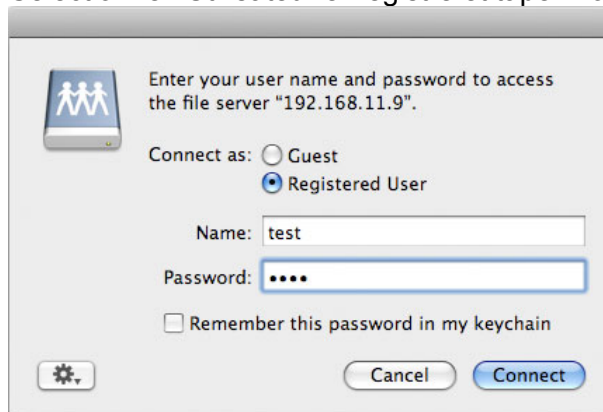 Enter your user name and password to access
the file server “192.168.11.9”.
Connect as: Guest
Registered User
Name: test
Password: ••••
Remember this password in my keychain
Cancel Connect